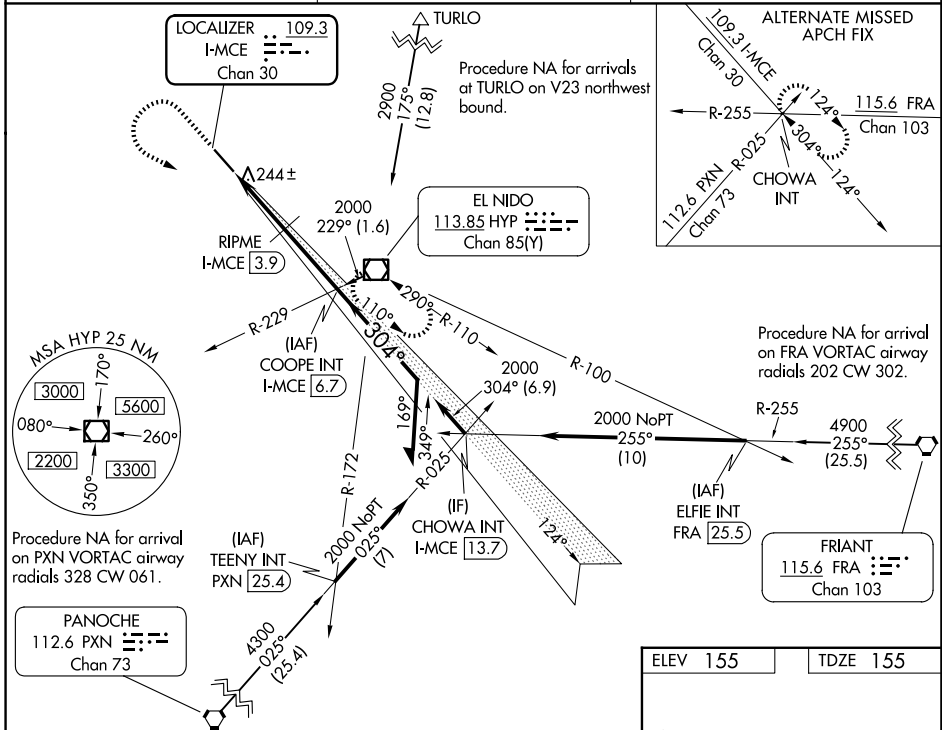 LOCALIZER 109.3
I-MCE
Chan 30
TURLO
2900
175°
(12.8)
Procedure NA for arrivals
at TURLO on V23 northwest
bound.
ALTERNATE MISSED
APCH FIX
109.3 I-MCE
Chan 30
R-255
124°
115.6 FRA
Chan 103
304°
R-025
124°
112.6 PXN
Chan 73
CHOWA
INT
244±
2000
229° (1.6)
EL NIDO
113.85 HYP
Chan 85(Y)
RIPME
I-MCE 3.9
R-229
110°
290°
R-110
304°
(IAF)
COOPE INT
I-MCE 6.7
R-100
2000
304° (6.9)
Procedure NA for arrival
on FRA VORTAC airway
radials 202 CW 302.
MSA HYP 25 NM
3000
170°
5600
080°
260°
2200
350°
3300
169°
349°
R-172
R-025
2000 NoPT
255°
(10)
R-255
4900
255°
(25.5)
(IF)
CHOWA INT
I-MCE 13.7
(IAF)
ELFIE INT
FRA 25.5
124°
Procedure NA for arrival
on PXN VORTAC airway
radials 328 CW 061.
(IAF)
TEENY INT
PXN 25.4
2000 NoPT
025°
(7)
FRIANT
115.6 FRA
Chan 103
PANOCHE
112.6 PXN
Chan 73
4300
025°
(25.4)
ELEV 155
TDZE 155